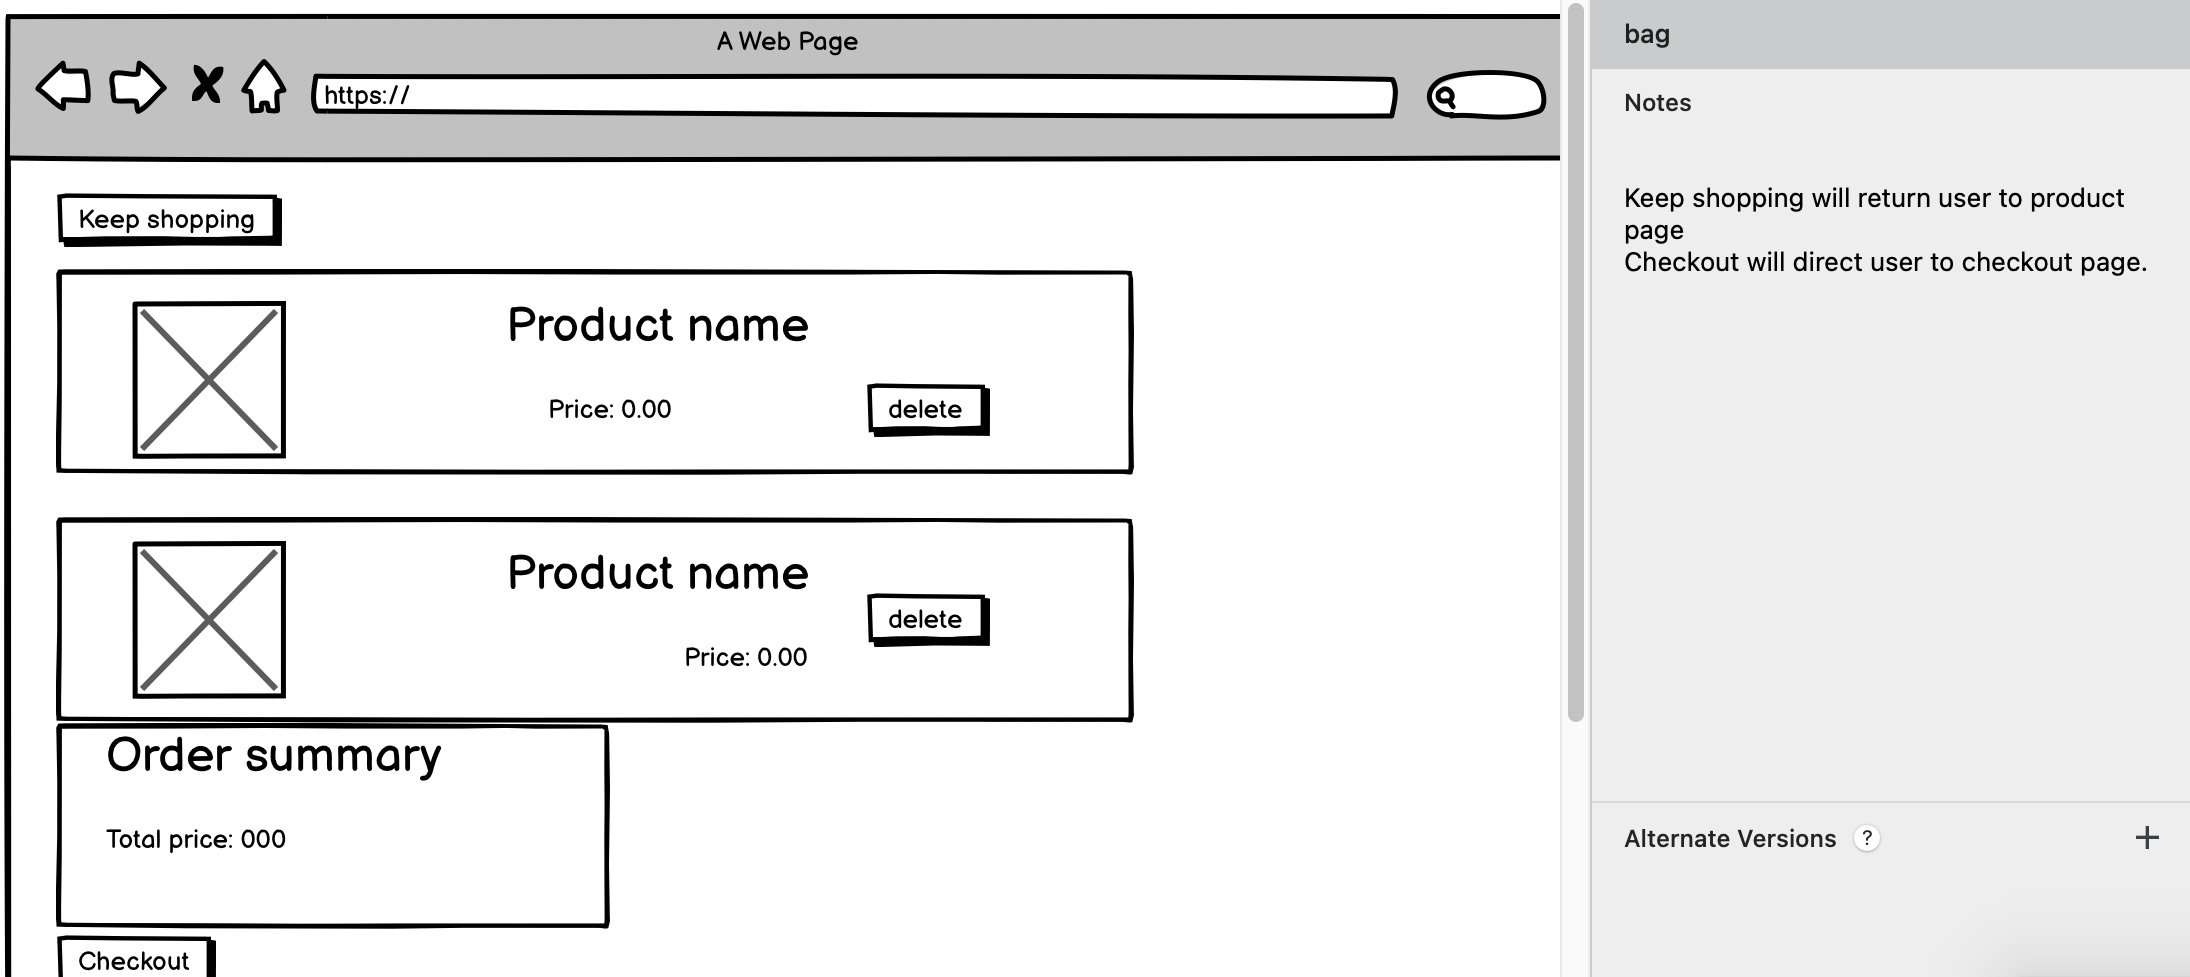 A Web Page
https://
Keep shopping
Product name
Price: 0.00
delete
Product name
delete
Price: 0.00
Order summary
Total price: 000
Checkout
bag
Notes
Keep shopping will return user to product
page
Checkout will direct user to checkout page.
Alternate Versions ?